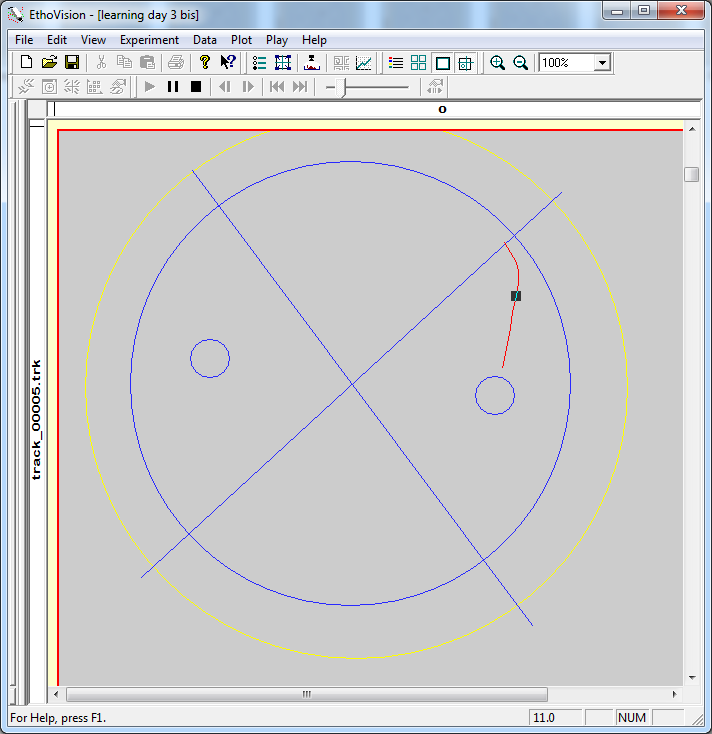 EthoVision - [learning day 3 bis]
File Edit View Experiment Data Plot Play Help
100%
0
track_00005.trk
For Help, press F1.
11.0
NUM